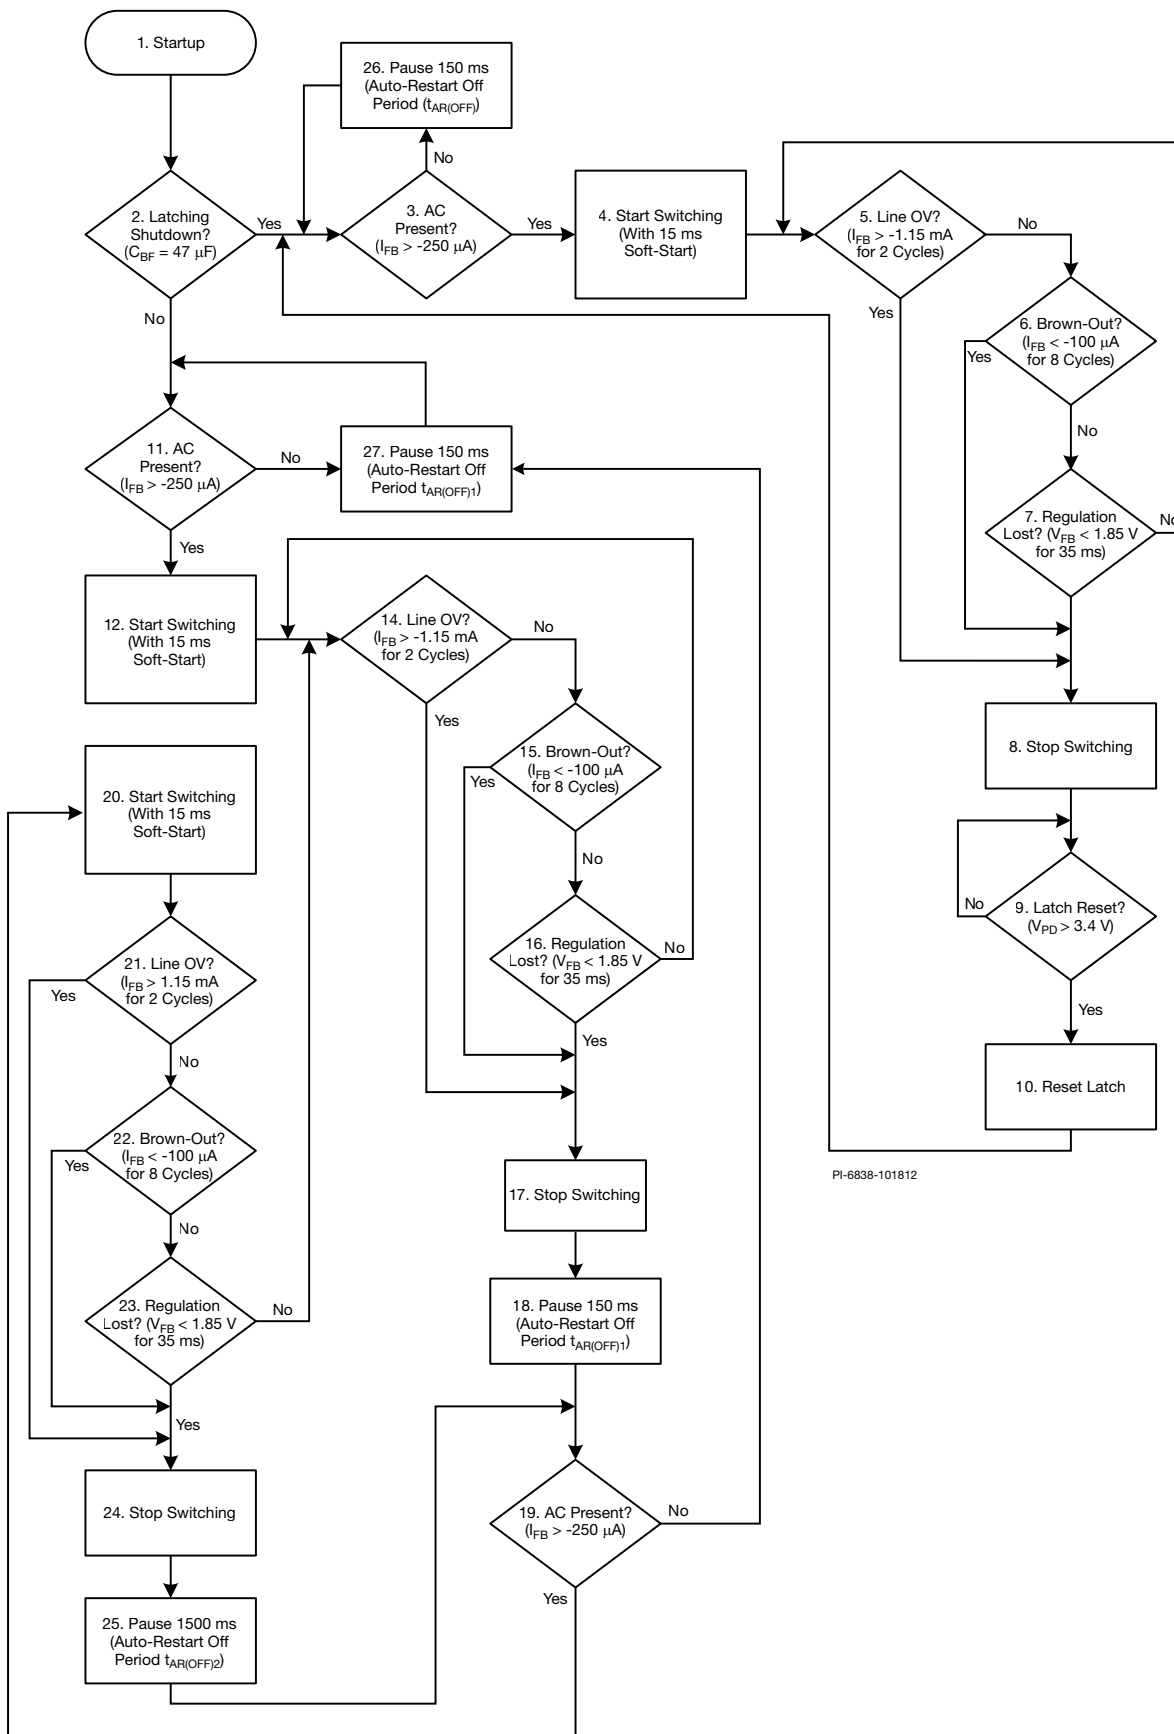 1. Startup
26. Pause 150 ms
(Auto-Restart Off
Period (tAR(OFF))
No
2. Latching
Shutdown?
(CBF = 47 µF)
Yes
3. AC
Present?
(IFB > -250 µA)
Yes
4. Start Switching
(With 15 ms
Soft-Start)
5. Line OV?
(IFB > -1.15 mA
for 2 Cycles)
No
Yes
No
6. Brown-Out?
(IFB < -100 µA
for 8 Cycles)
Yes
No
11. AC
Present?
(IFB > -250 µA)
No
27. Pause 150 ms
(Auto-Restart Off
Period tAR(OFF)1)
7. Regulation
Lost? (VFB < 1.85 V
for 35 ms)
No
Yes
12. Start Switching
(With 15 ms
Soft-Start)
14. Line OV?
(IFB > -1.15 mA
for 2 Cycles)
No
Yes
Yes
8. Stop Switching
15. Brown-Out?
(IFB < -100 µA
for 8 Cycles)
Yes
20. Start Switching
(With 15 ms
Soft-Start)
No
9. Latch Reset?
(VPD > 3.4 V)
No
16. Regulation
Lost? (VFB < 1.85 V
for 35 ms)
No
21. Line OV?
(IFB > 1.15 mA
for 2 Cycles)
Yes
Yes
Yes
No
10. Reset Latch
22. Brown-Out?
(IFB < -100 µA
for 8 Cycles)
Yes
PI-6838-101812
17. Stop Switching
No
23. Regulation
Lost? (VFB < 1.85 V
for 35 ms)
No
18. Pause 150 ms
(Auto-Restart Off
Period tAR(OFF)1)
Yes
24. Stop Switching
19. AC Present?
(IFB > -250 µA)
No
Yes
25. Pause 1500 ms
(Auto-Restart Off
Period tAR(OFF)2)